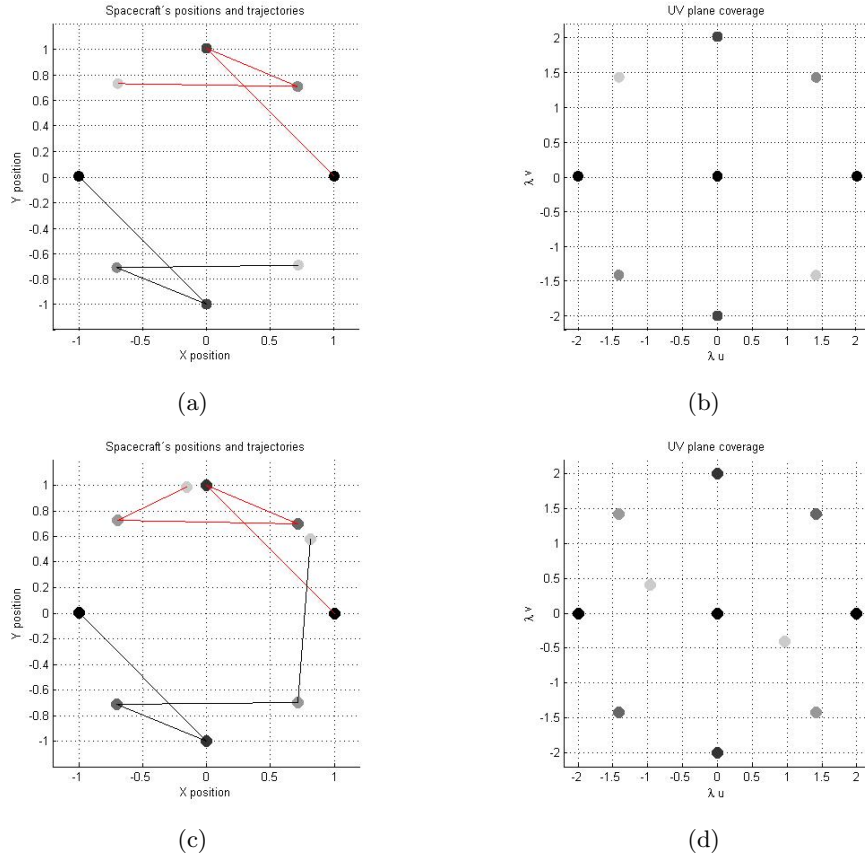 Spacecraft´s positions and trajectories
1
0.8
0.6
0.4
0.2
0
-0.2
-0.4
-0.6
-0.8
-1
Y position
-1 -0.5 0 0.5 1
X position
(a)
UV plane coverage
2
1.5
1
0.5
0
-0.5
-1
-1.5
-2
λ v
-2 -1.5 -1 -0.5 0 0.5 1 1.5 2
λ u
(b)
Spacecraft´s positions and trajectories
1
0.8
0.6
0.4
0.2
0
-0.2
-0.4
-0.6
-0.8
-1
Y position
-1 -0.5 0 0.5 1
X position
(c)
UV plane coverage
2
1.5
1
0.5
0
-0.5
-1
-1.5
-2
λ v
-2 -1.5 -1 -0.5 0 0.5 1 1.5 2
λ u
(d)